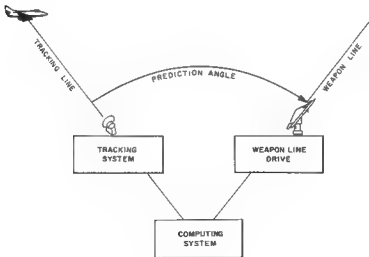 TRACKING LINE
PREDICTION ANGLE
WEAPON LINE
TRACKING
SYSTEM
WEAPON LINE
DRIVE
COMPUTING
SYSTEM